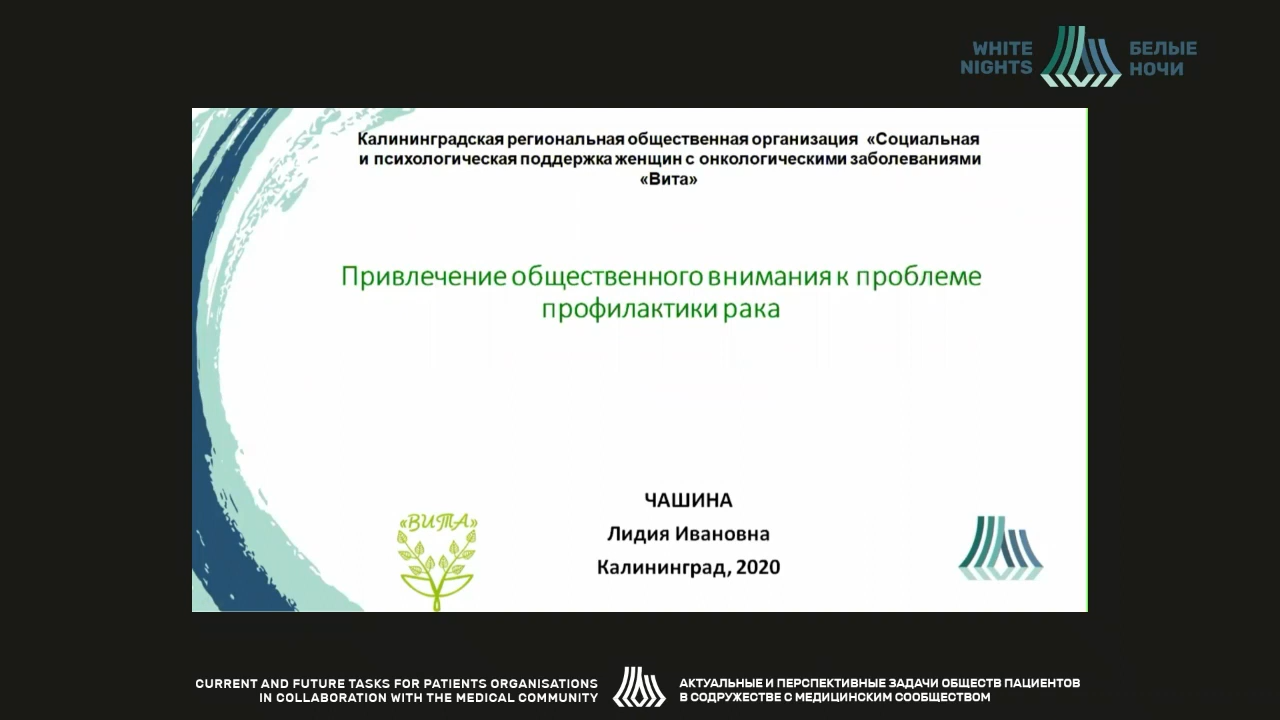 WHITE
NIGHTS
БЕЛЫЕ
НОЧИ
Калининградская региональная общественная организация «Социальная
и психологическая поддержка женщин с онкологическими заболеваниями
«Вита»
Привлечение общественного внимания к проблеме
профилактики рака
ЧАШИНА
Лидия Ивановна
Калининград, 2020
«ВИТА»
CURRENT AND FUTURE TASKS FOR PATIENTS ORGANISATIONS
IN COLLABORATION WITH THE MEDICAL COMMUNITY
АКТУАЛЬНЫЕ И ПЕРСПЕКТИВНЫЕ ЗАДАЧИ ОБЩЕСТВ ПАЦИЕНТОВ
В СОДРУЖЕСТВЕ С МЕДИЦИНСКИМ СООБЩЕСТВОМ